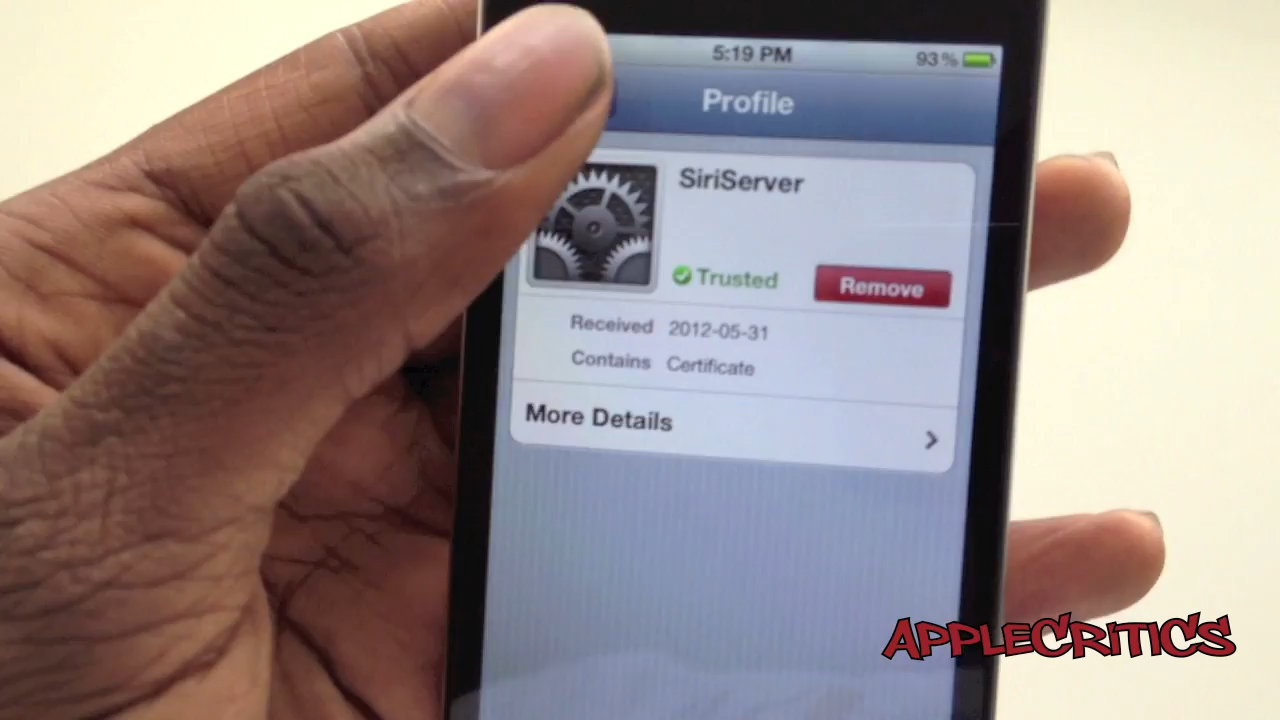 5:19 PM 93%
Profile
SiriServer
Trusted Remove
Received 2012-05-31
Contains Certificate
More Details
APPLECRITICS